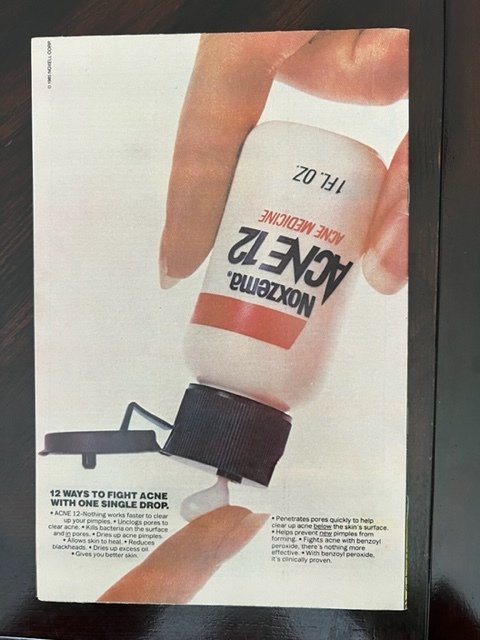 © 1983 NOXELL CORP.
1 FL. OZ.
ACNE MEDICINE
ACNE 12
Noxzema®
12 WAYS TO FIGHT ACNE
WITH ONE SINGLE DROP.
• ACNE 12-Nothing works faster to clear
up your pimples. • Unclogs pores to
clear acne. • Kills bacteria on the surface
and in pores. • Dries up acne pimples.
• Allows skin to heal. • Reduces
blackheads. • Dries up excess oil.
• Gives you better skin.
• Penetrates pores quickly to help
clear up acne below the skin's surface.
• Helps prevent new pimples from
forming. • Fights acne with benzoyl
peroxide, there's nothing more
effective. • With benzoyl peroxide,
it's clinically proven.